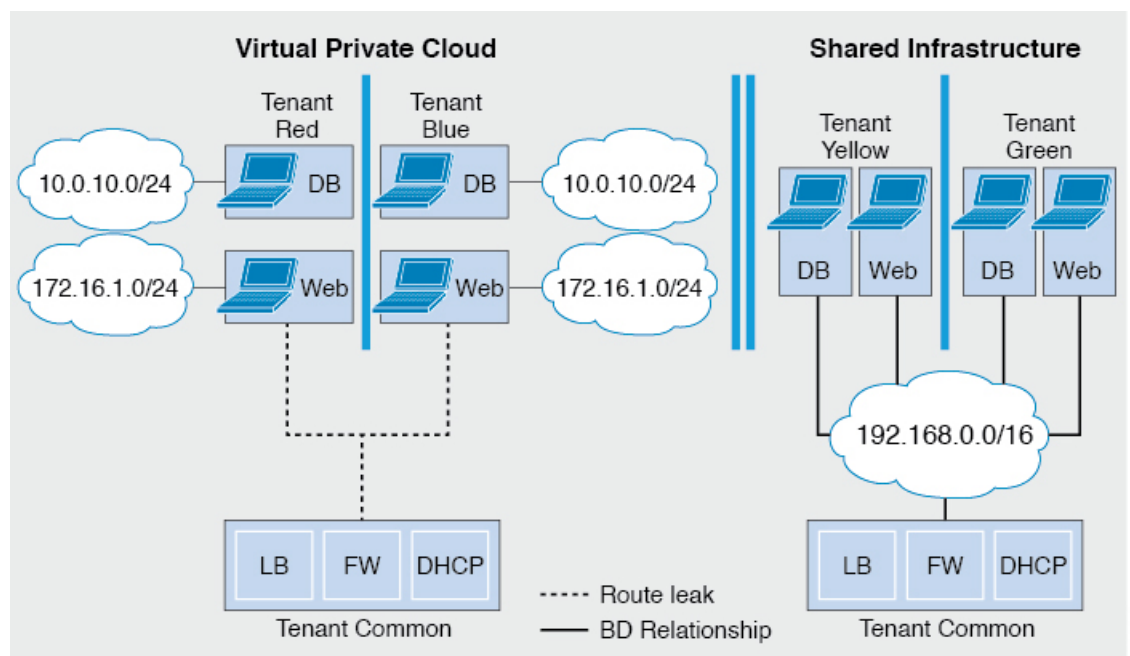 Virtual Private Cloud
Shared Infrastructure
Tenant
Red
Tenant
Blue
Tenant
Yellow
Tenant
Green
10.0.10.0/24
DB
DB
10.0.10.0/24
172.16.1.0/24
Web
Web
172.16.1.0/24
DB
Web
DB
Web
192.168.0.0/16
LB
FW
DHCP
Tenant Common
Route leak
BD Relationship
LB
FW
DHCP
Tenant Common